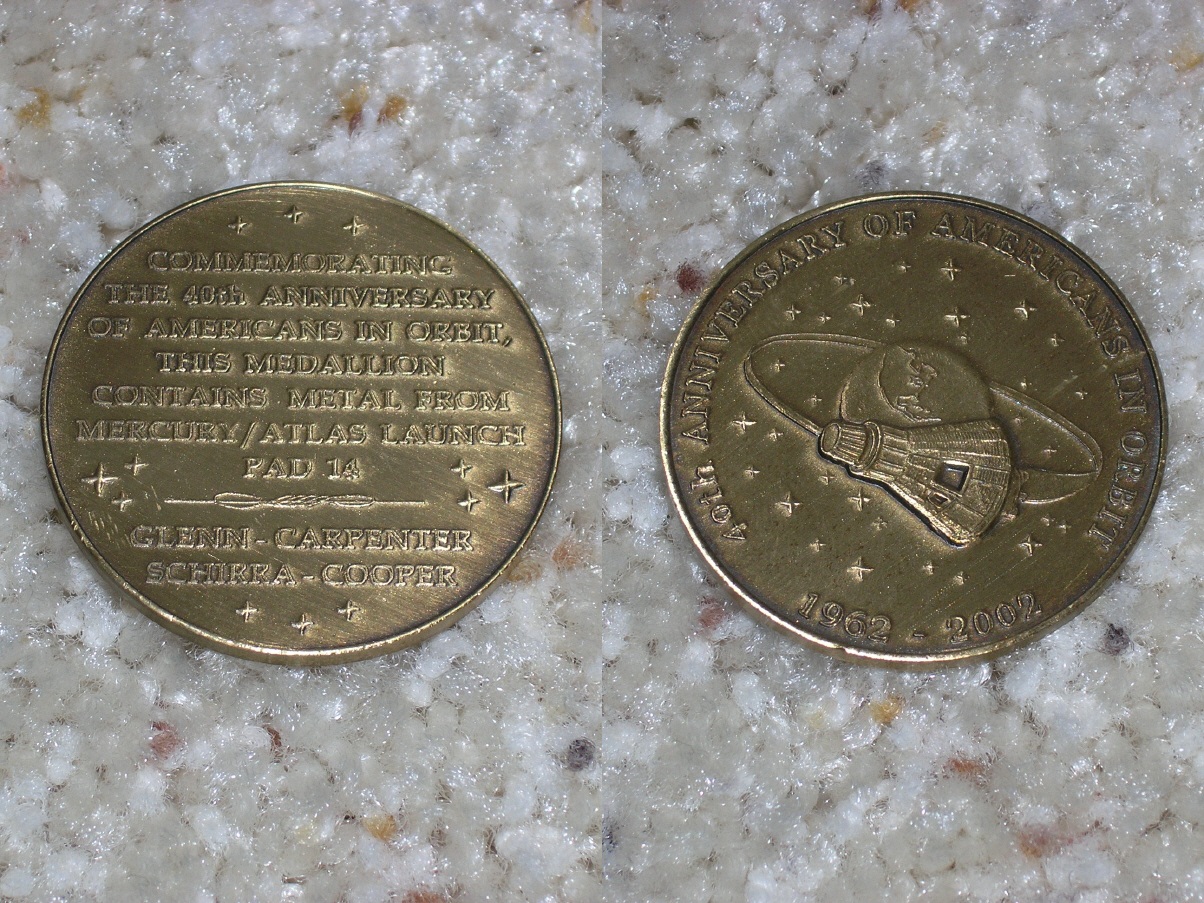 COMMEMORATING
THE 40th ANNIVERSARY
OF AMERICANS IN ORBIT,
THIS MEDALLION
CONTAINS METAL FROM
MERCURY/ATLAS LAUNCH
PAD 14
GLENN - CARPENTER
SCHIRRA - COOPER
40th ANNIVERSARY OF AMERICANS IN ORBIT
1962 - 2002